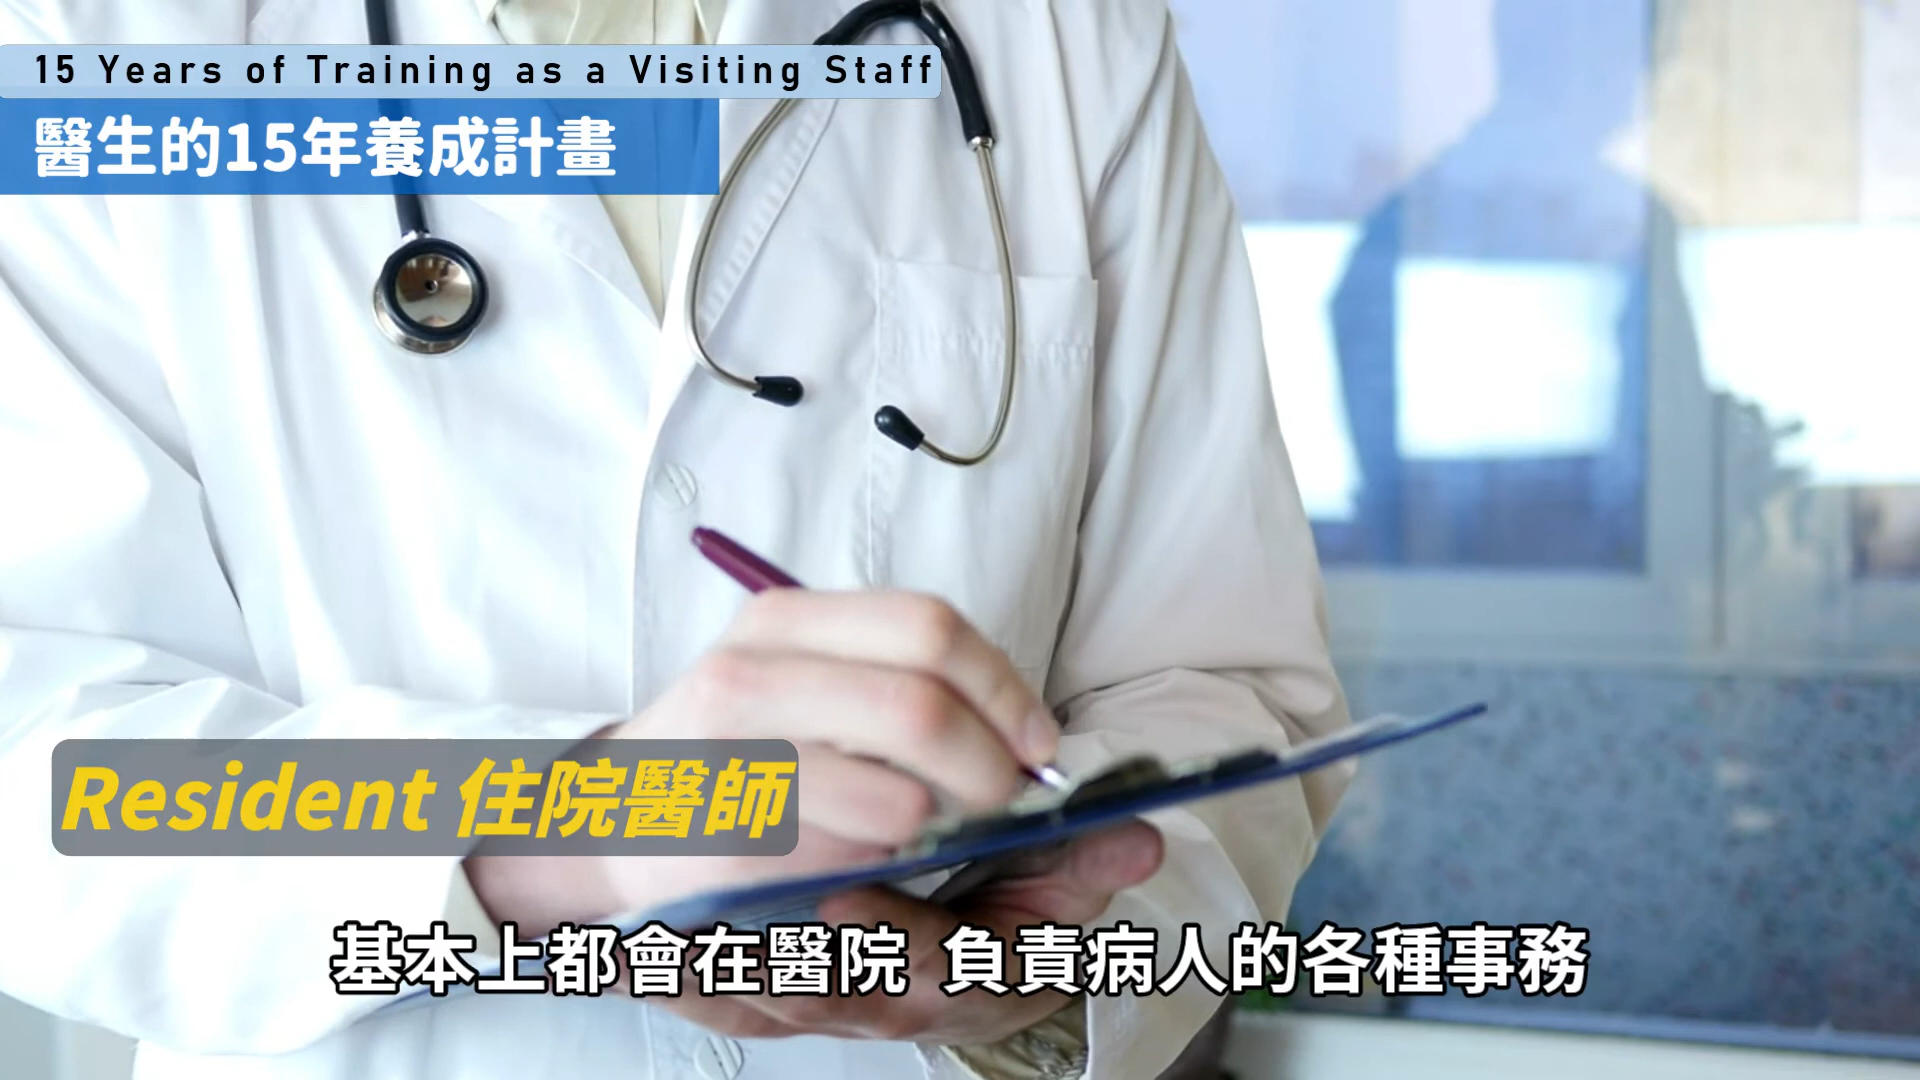 15 Years of Training as a Visiting Staff
醫生的15年養成計畫
Resident 住院醫師
基本上都會在醫院 負責病人的各種事務